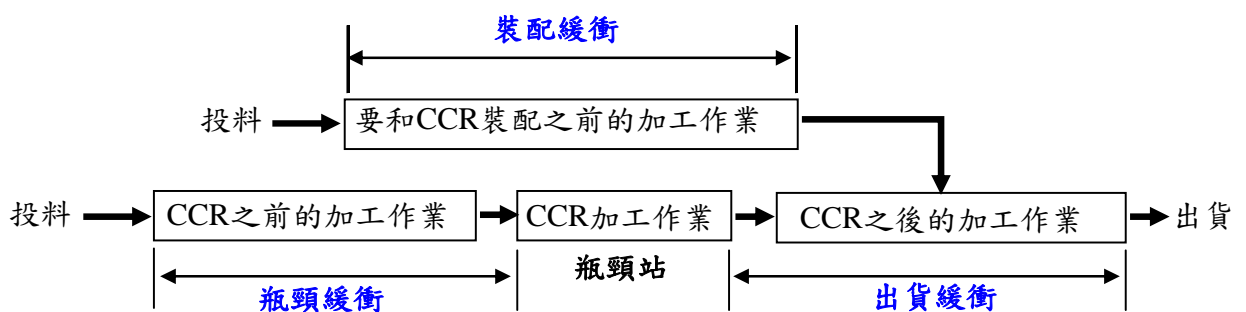 裝配緩衝
投料
要和CCR裝配之前的加工作業
投料
CCR之前的加工作業
CCR加工作業
CCR之後的加工作業
出貨
瓶頸站
瓶頸緩衝
出貨緩衝